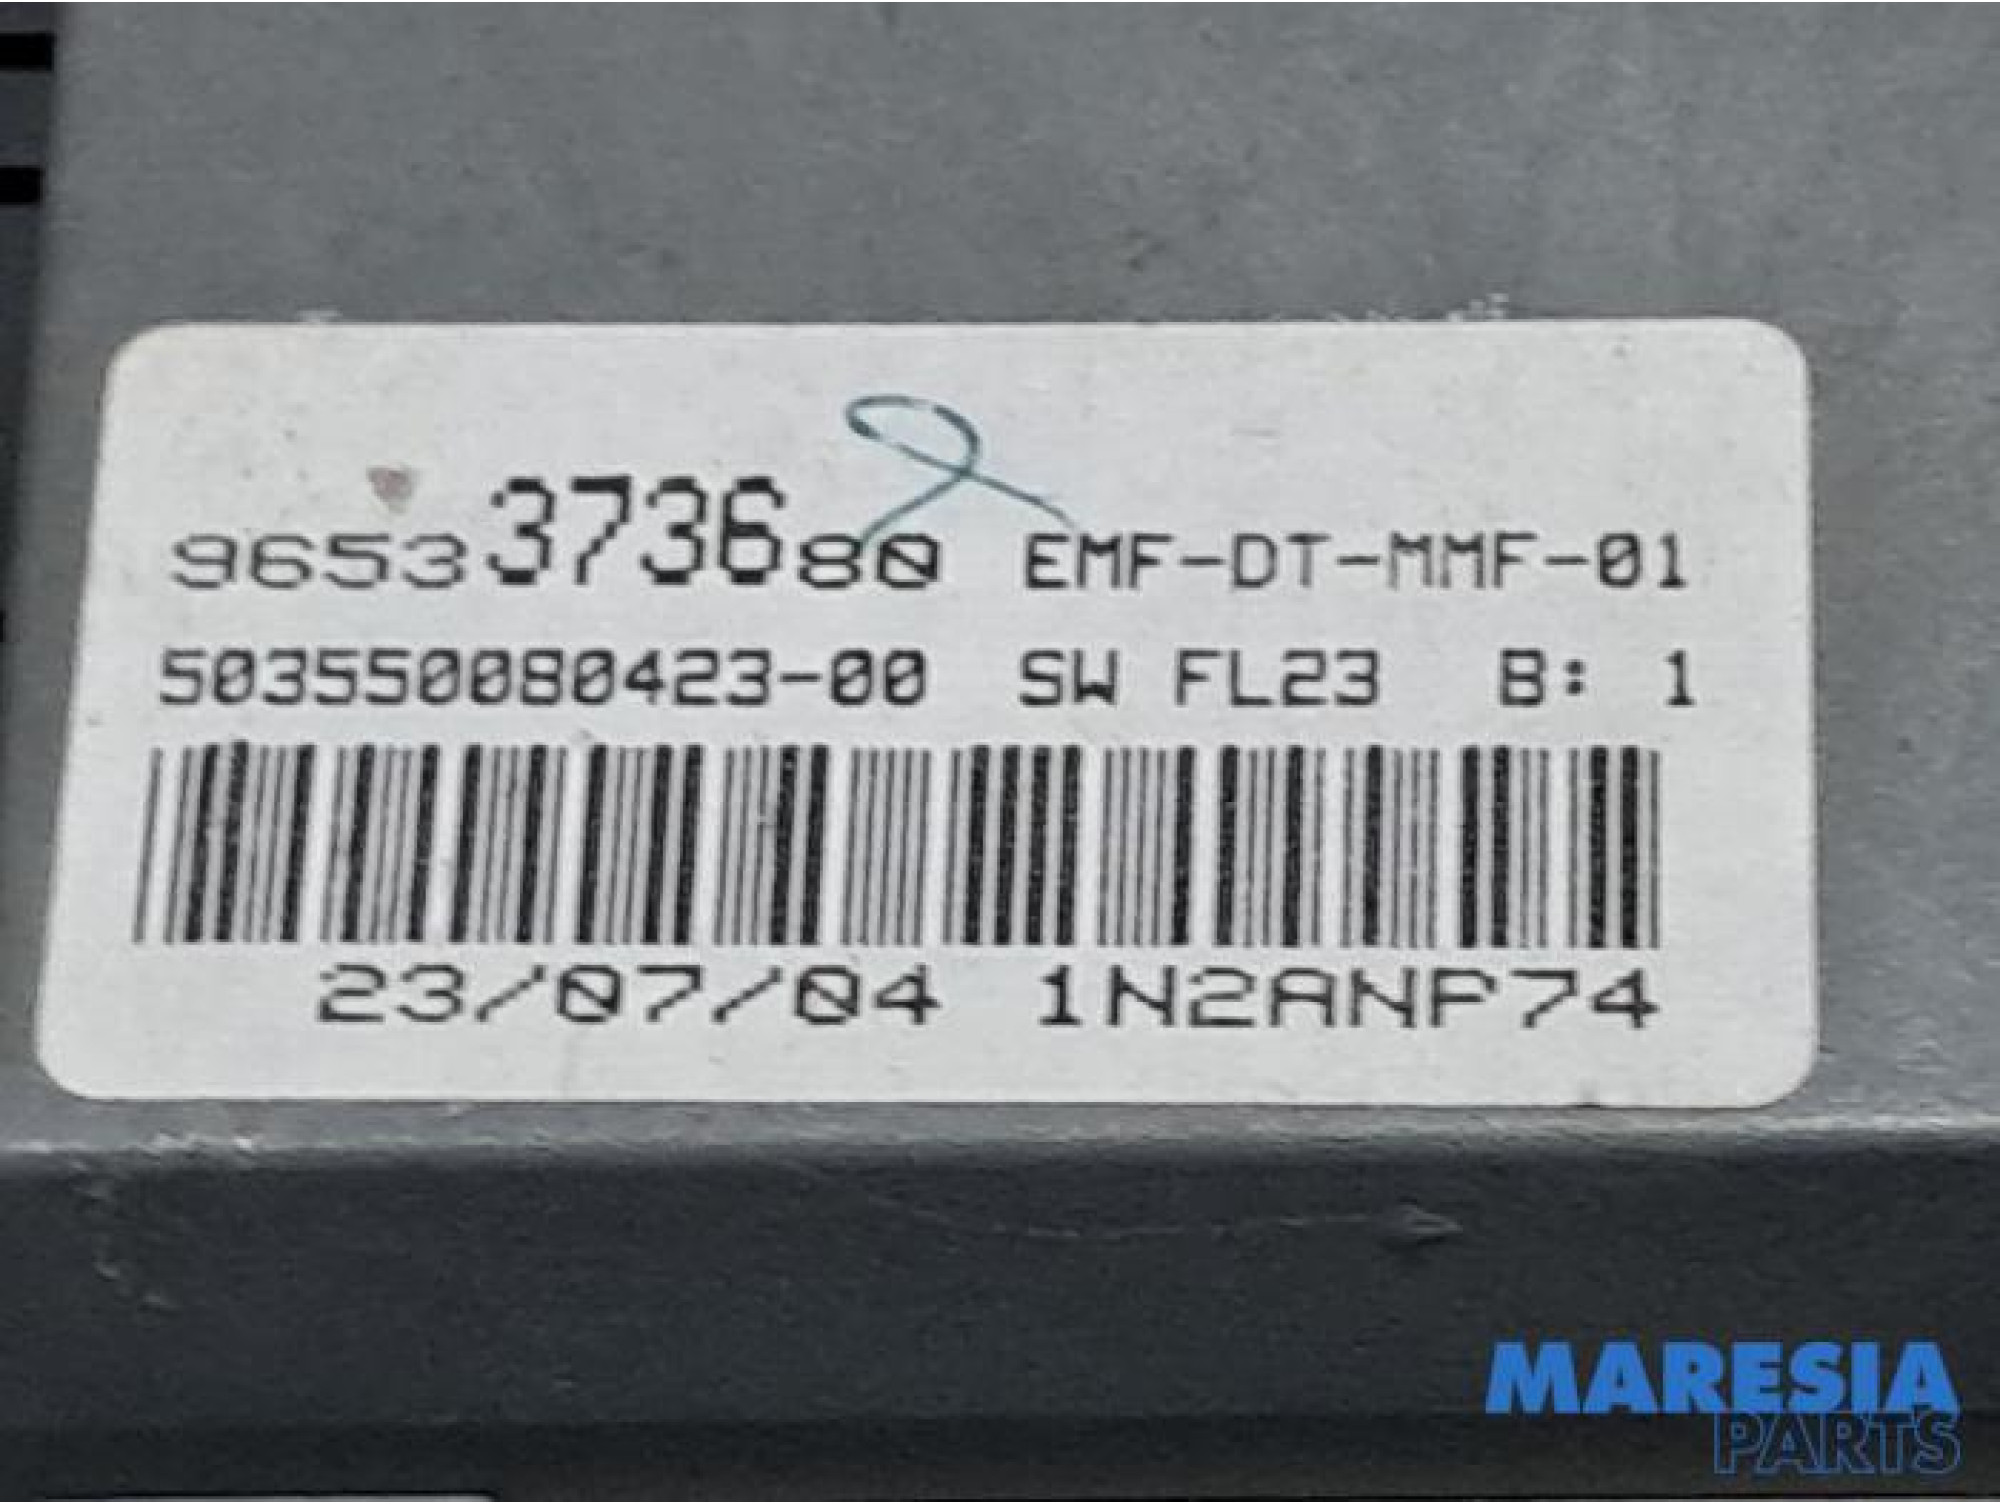 9653373680 EMF-DT-MMF-01
503550080423-00 SW FL23 B: 1
23/07/04 1N2ANP74
MARESIA
PARTS